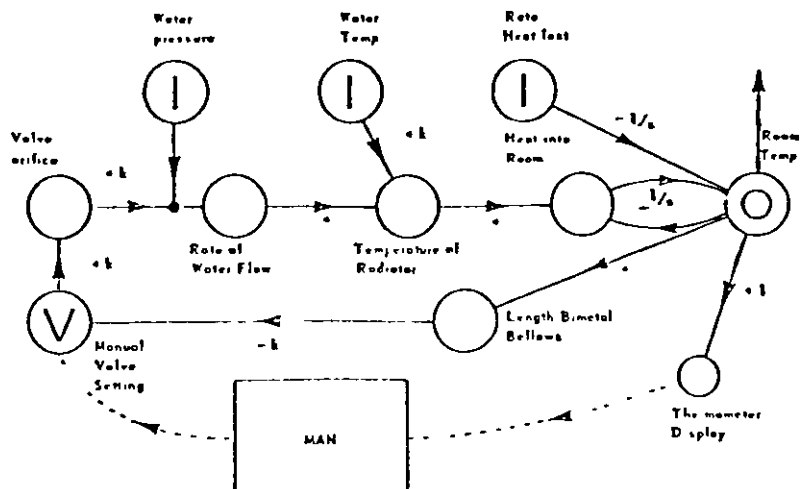 Water
pressure
Water
Temp
Rate
Heat lost
Valve
orifice
+k
+k
-1/s
Heat into
Room
Room
Temp
I
I
I
+
+
-1/s
Rate of
Water Flow
Temperature of
Radiator
+k
+
+1
V
Manual
Valve
Setting
-k
Length Bimetal
Bellows
MAN
Display